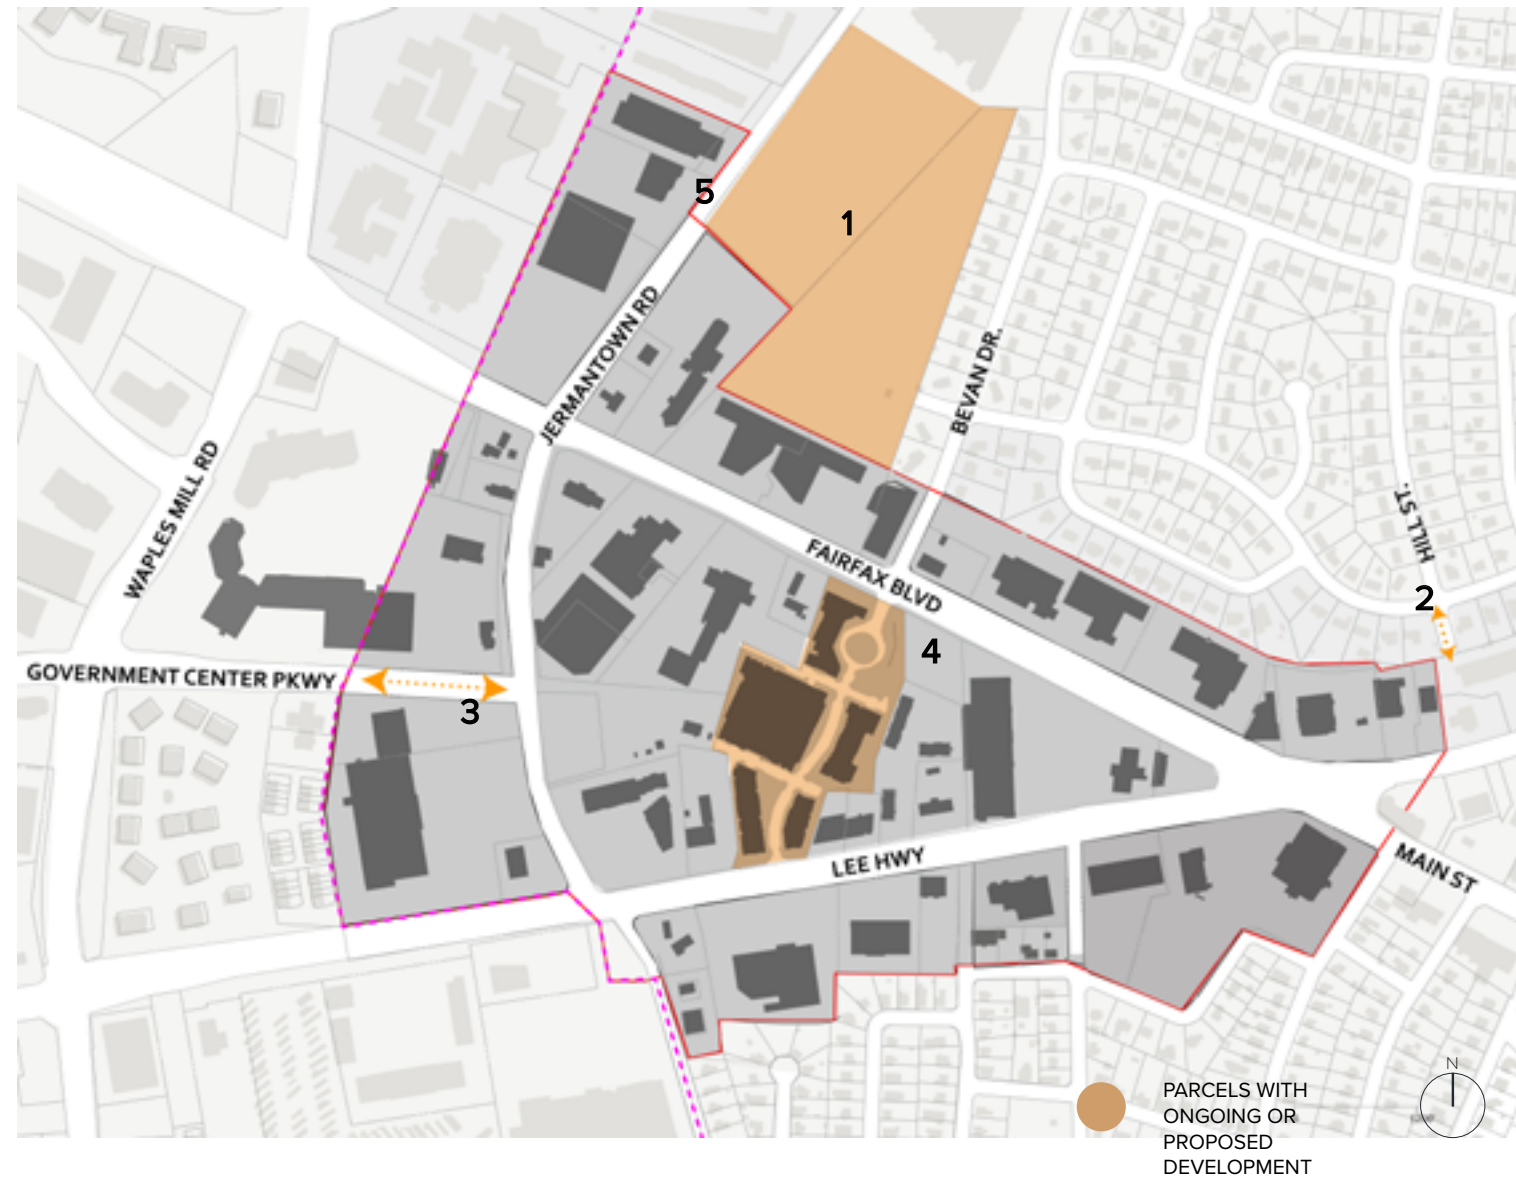 5
1
JERMANTOWN RD
BEVAN DR.
WAPLES MILL RD
HILL ST.
FAIRFAX BLVD
2
4
GOVERNMENT CENTER PKWY
3
LEE HWY
MAIN ST
N
PARCELS WITH
ONGOING OR
PROPOSED
DEVELOPMENT